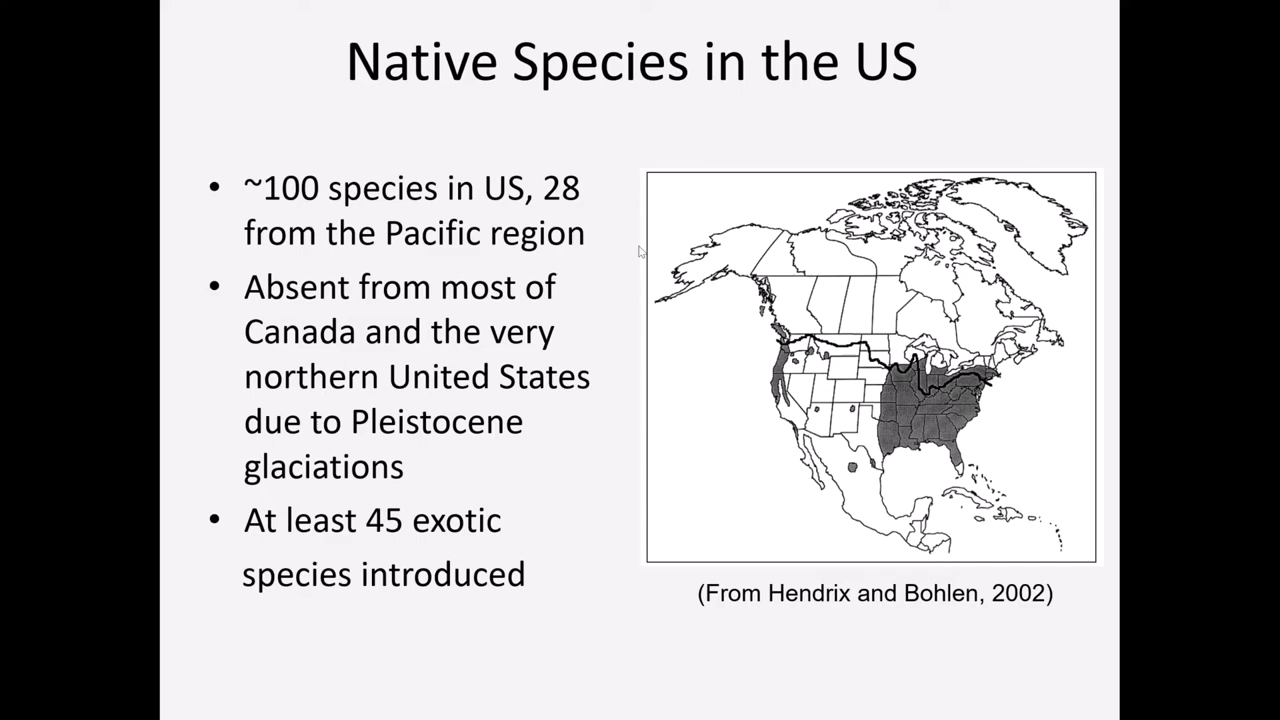 Native Species in the US
• ~100 species in US, 28
from the Pacific region
• Absent from most of
Canada and the very
northern United States
due to Pleistocene
glaciations
• At least 45 exotic
species introduced
(From Hendrix and Bohlen, 2002)